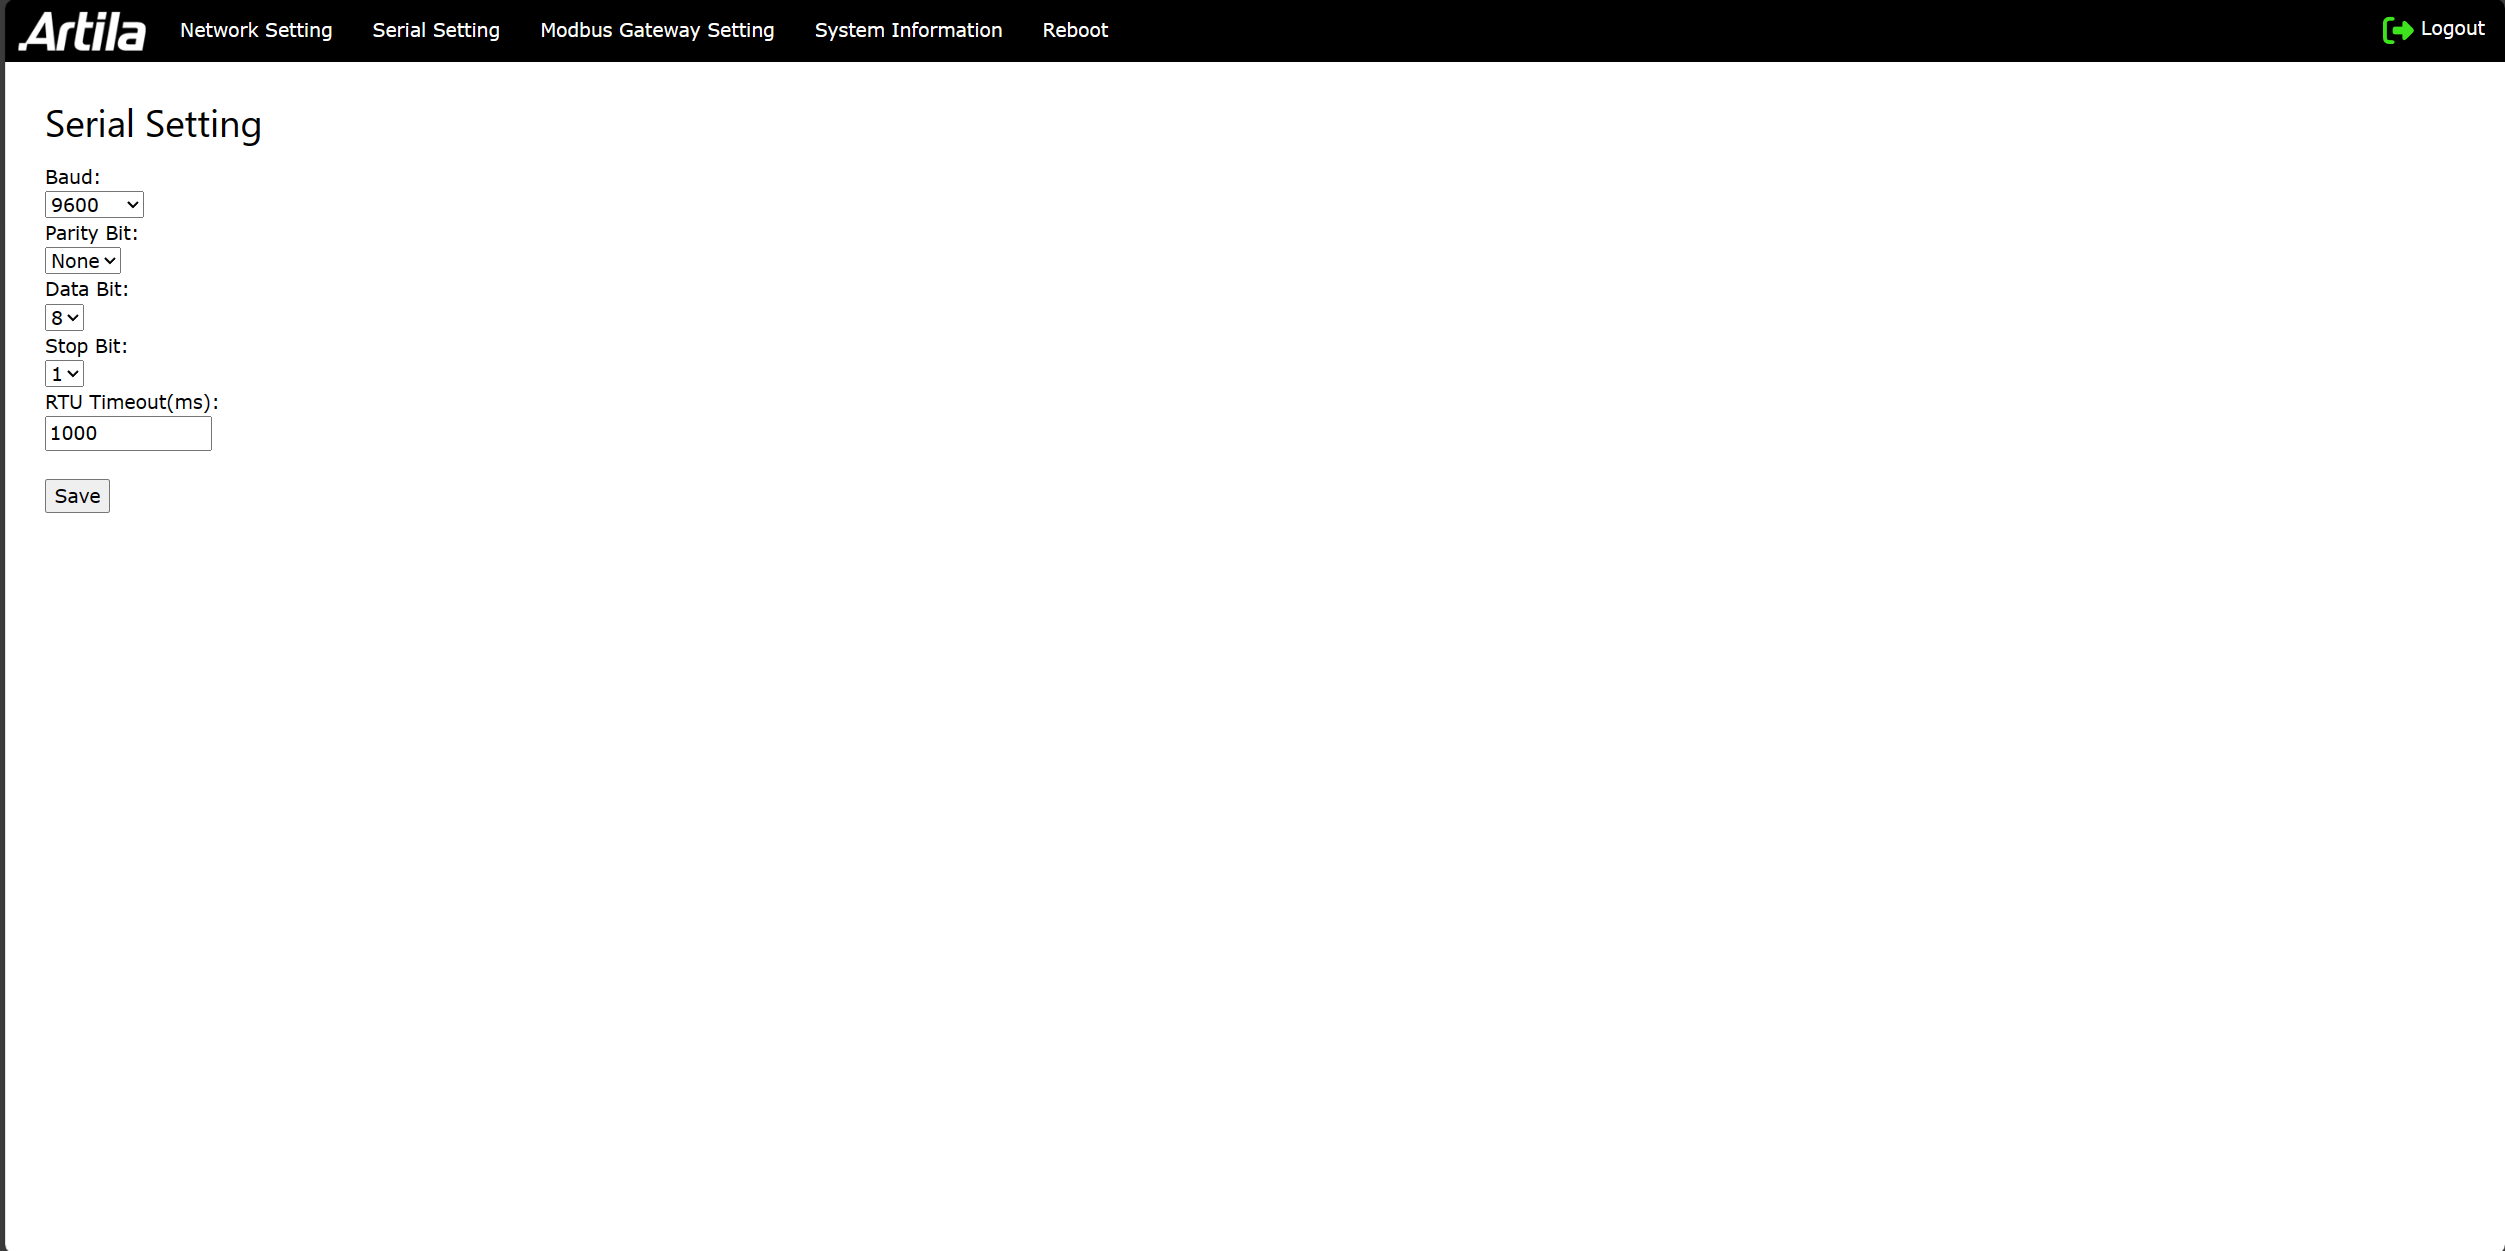 Artila Network Setting Serial Setting Modbus Gateway Setting System Information Reboot Logout
Serial Setting
Baud:
9600
Parity Bit:
None
Data Bit:
8
Stop Bit:
1
RTU Timeout(ms):
1000
Save